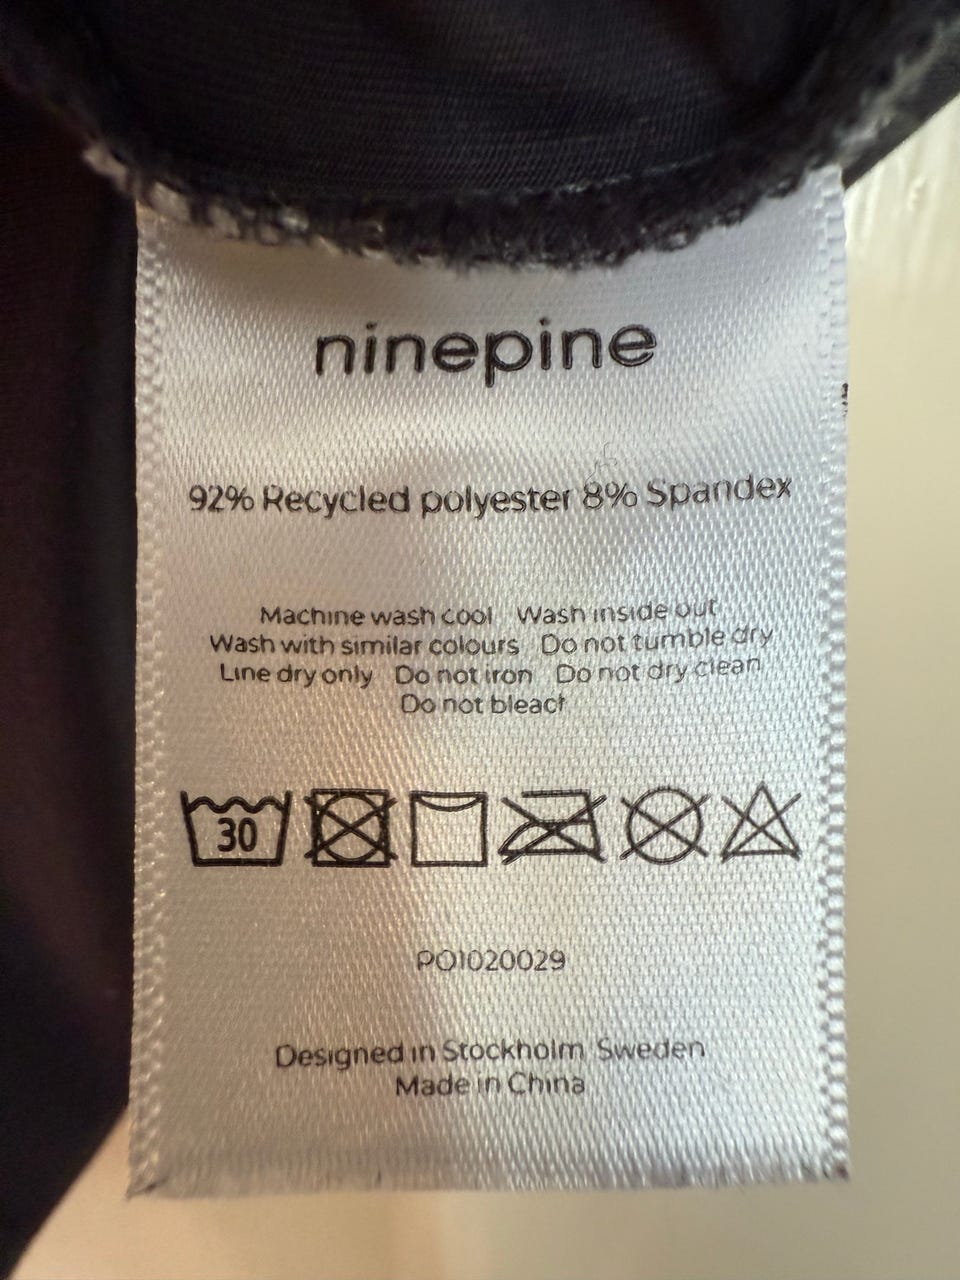 ninepine
92% Recycled polyester 8% Spandex
Machine wash cool Wash inside out
Wash with similar colours Do not tumble dry
Line dry only Do not iron Do not dry clean
Do not bleach
30
PO1020029
Designed in Stockholm Sweden
Made in China